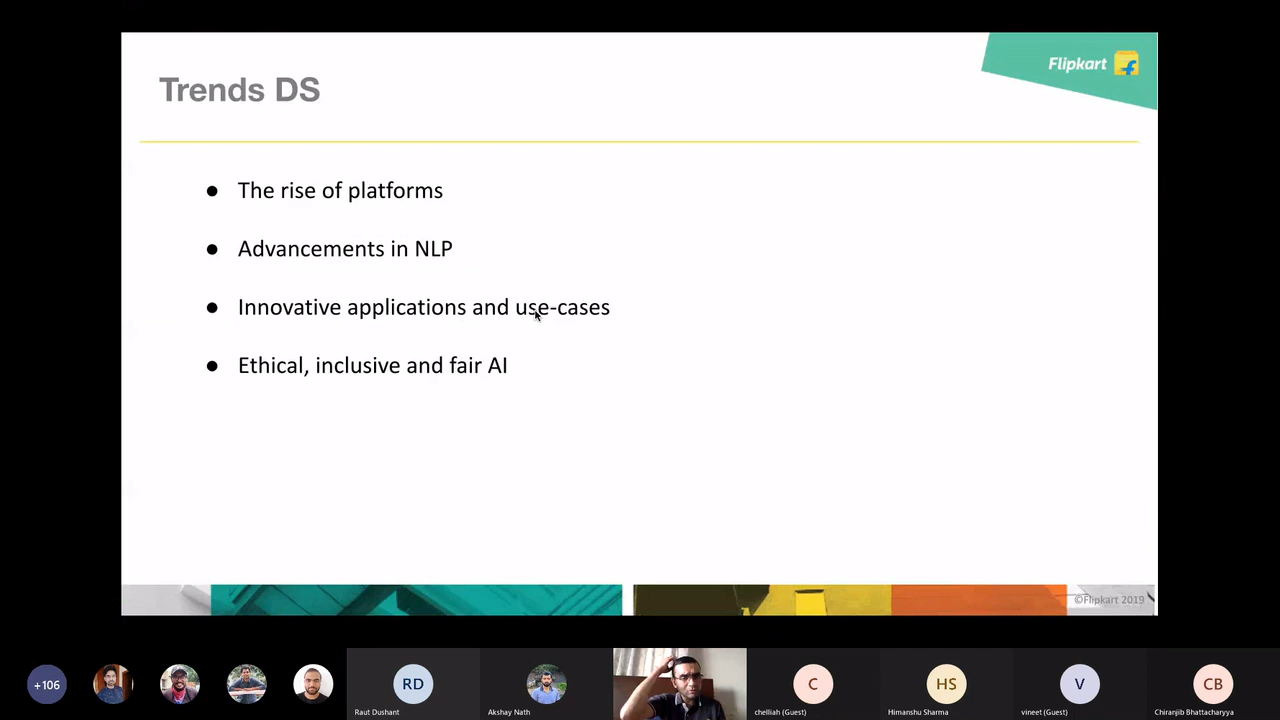 Trends DS
Flipkart
The rise of platforms
Advancements in NLP
Innovative applications and use-cases
Ethical, inclusive and fair AI
©Flipkart 2019
+106
RD
Raut Dushant
Akshay Nath
C
chelliah (Guest)
HS
Himanshu Sharma
V
vineet (Guest)
CB
Chiranjib Bhattacharyya